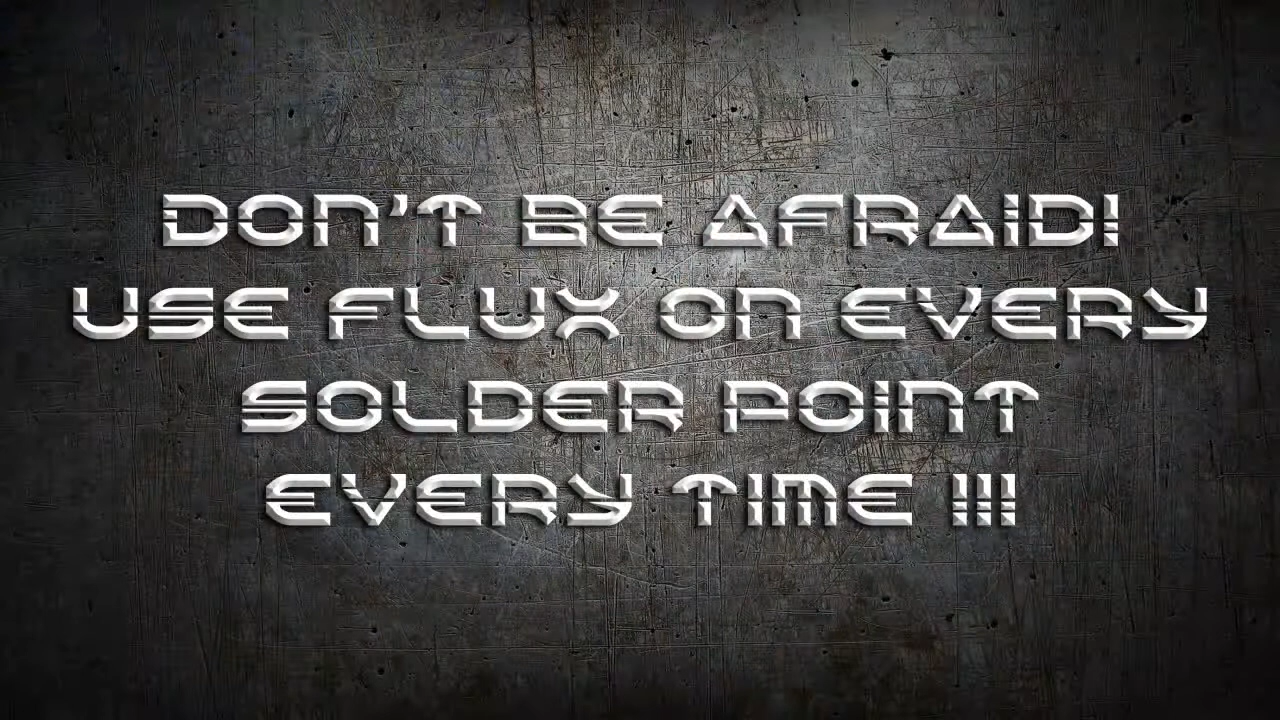 DON'T BE AFRAID!
USE FLUX ON EVERY
SOLDER POINT
EVERY TIME !!!